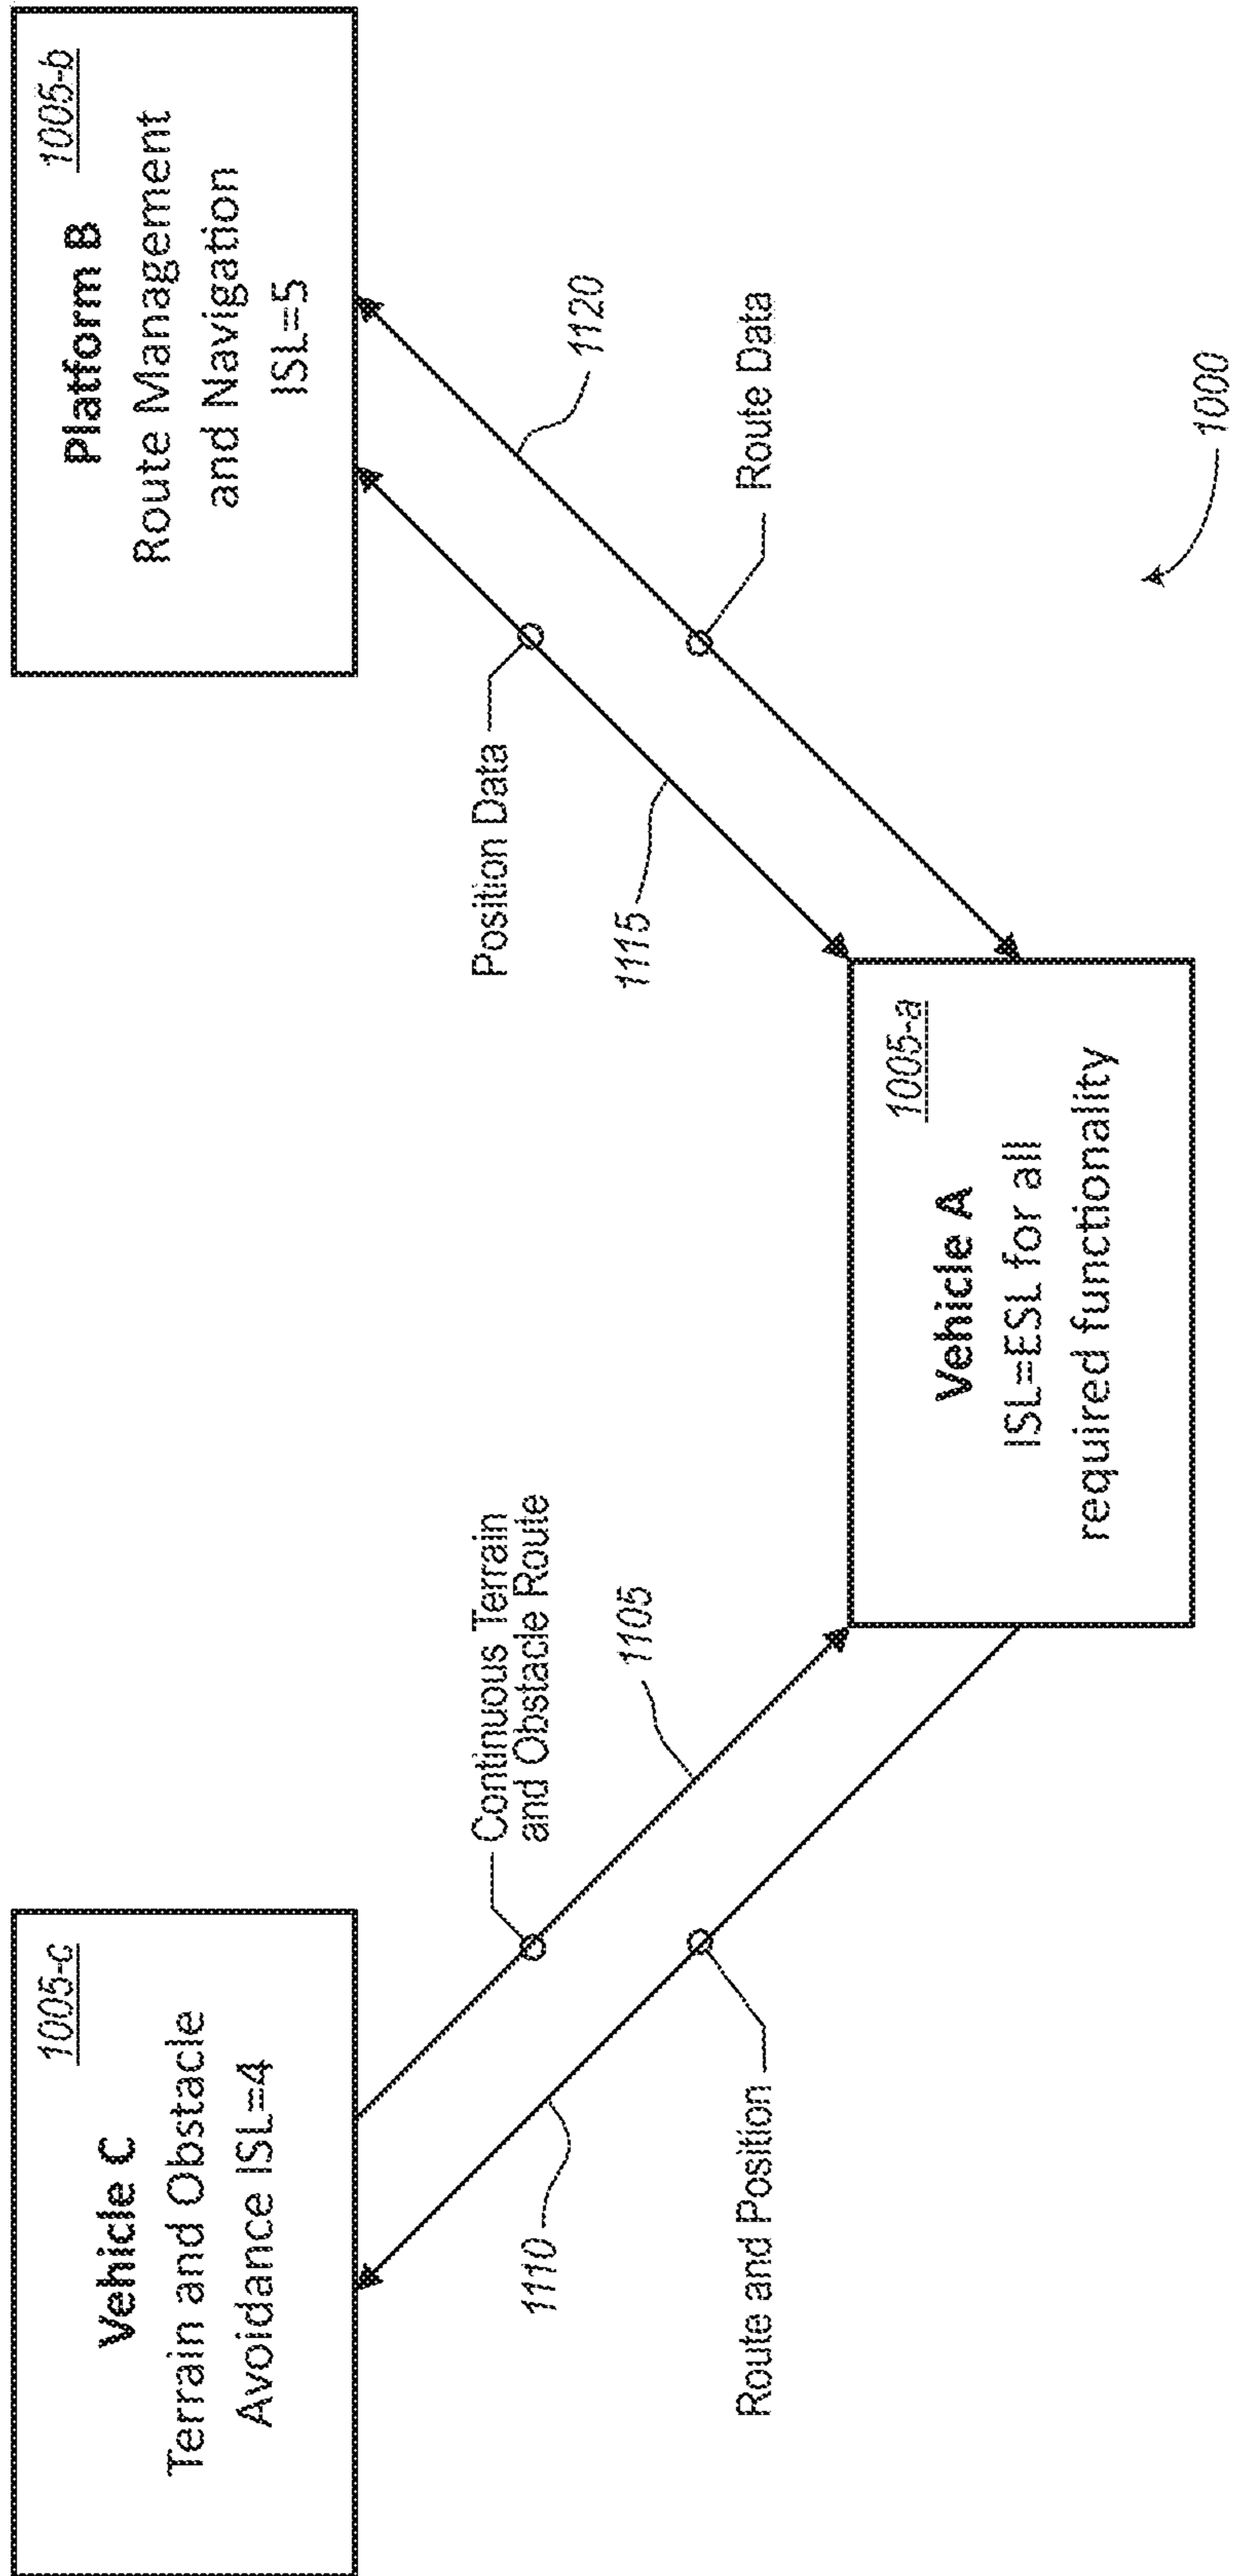 1005-c
Vehicle C
Terrain and Obstacle
Avoidance ISL=4
1005-b
Platform B
Route Management
and Navigation
ISL=5
Continuous Terrain
and Obstacle Route
1105
1110
Route and Position
Position Data
1115
1120
Route Data
1005-a
Vehicle A
ISL=ESL for all
required functionality
1000